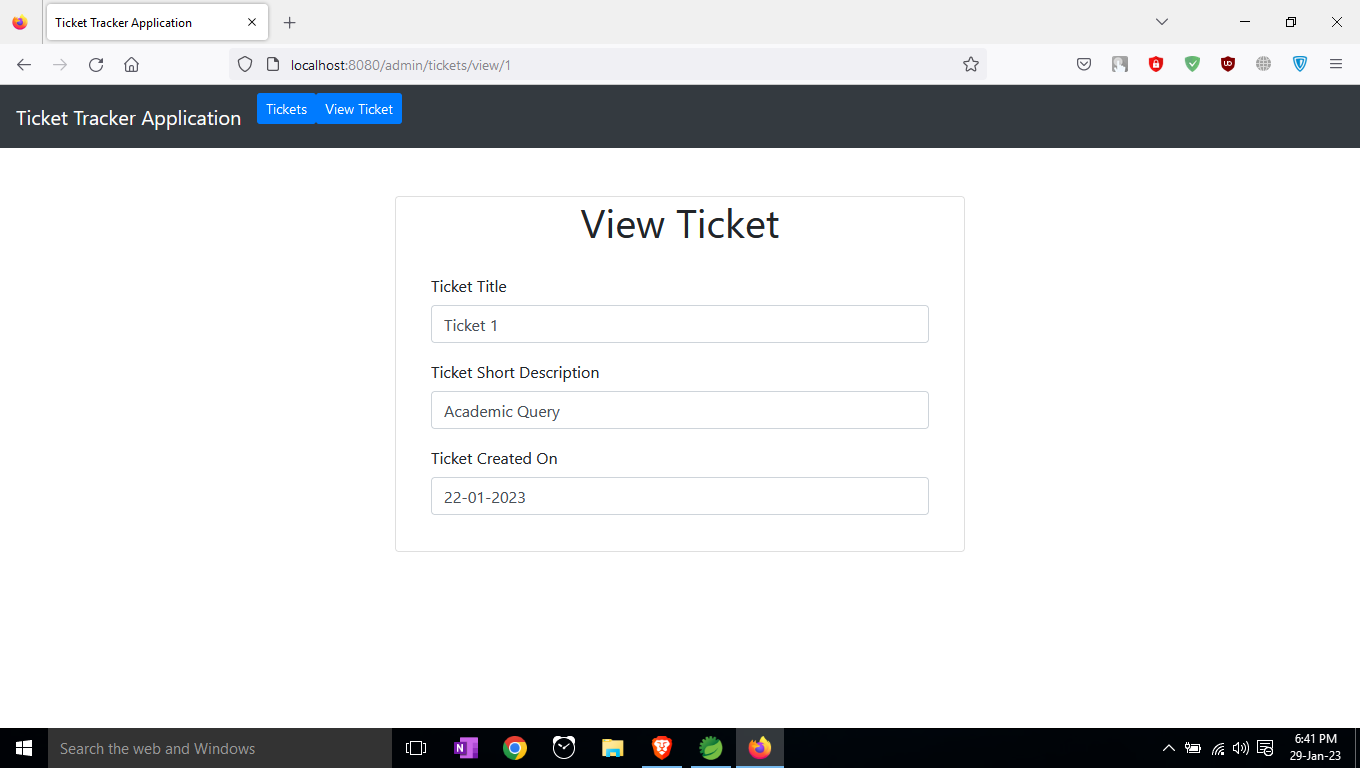 Ticket Tracker Application
localhost:8080/admin/tickets/view/1
Ticket Tracker Application
Tickets
View Ticket
View Ticket
Ticket Title
Ticket 1
Ticket Short Description
Academic Query
Ticket Created On
22-01-2023
Search the web and Windows
N
6:41 PM
29-Jan-23